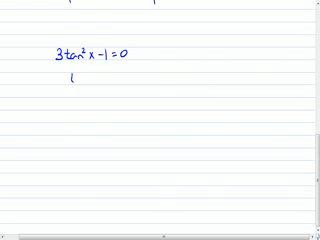 3tan² x - 1 = 0